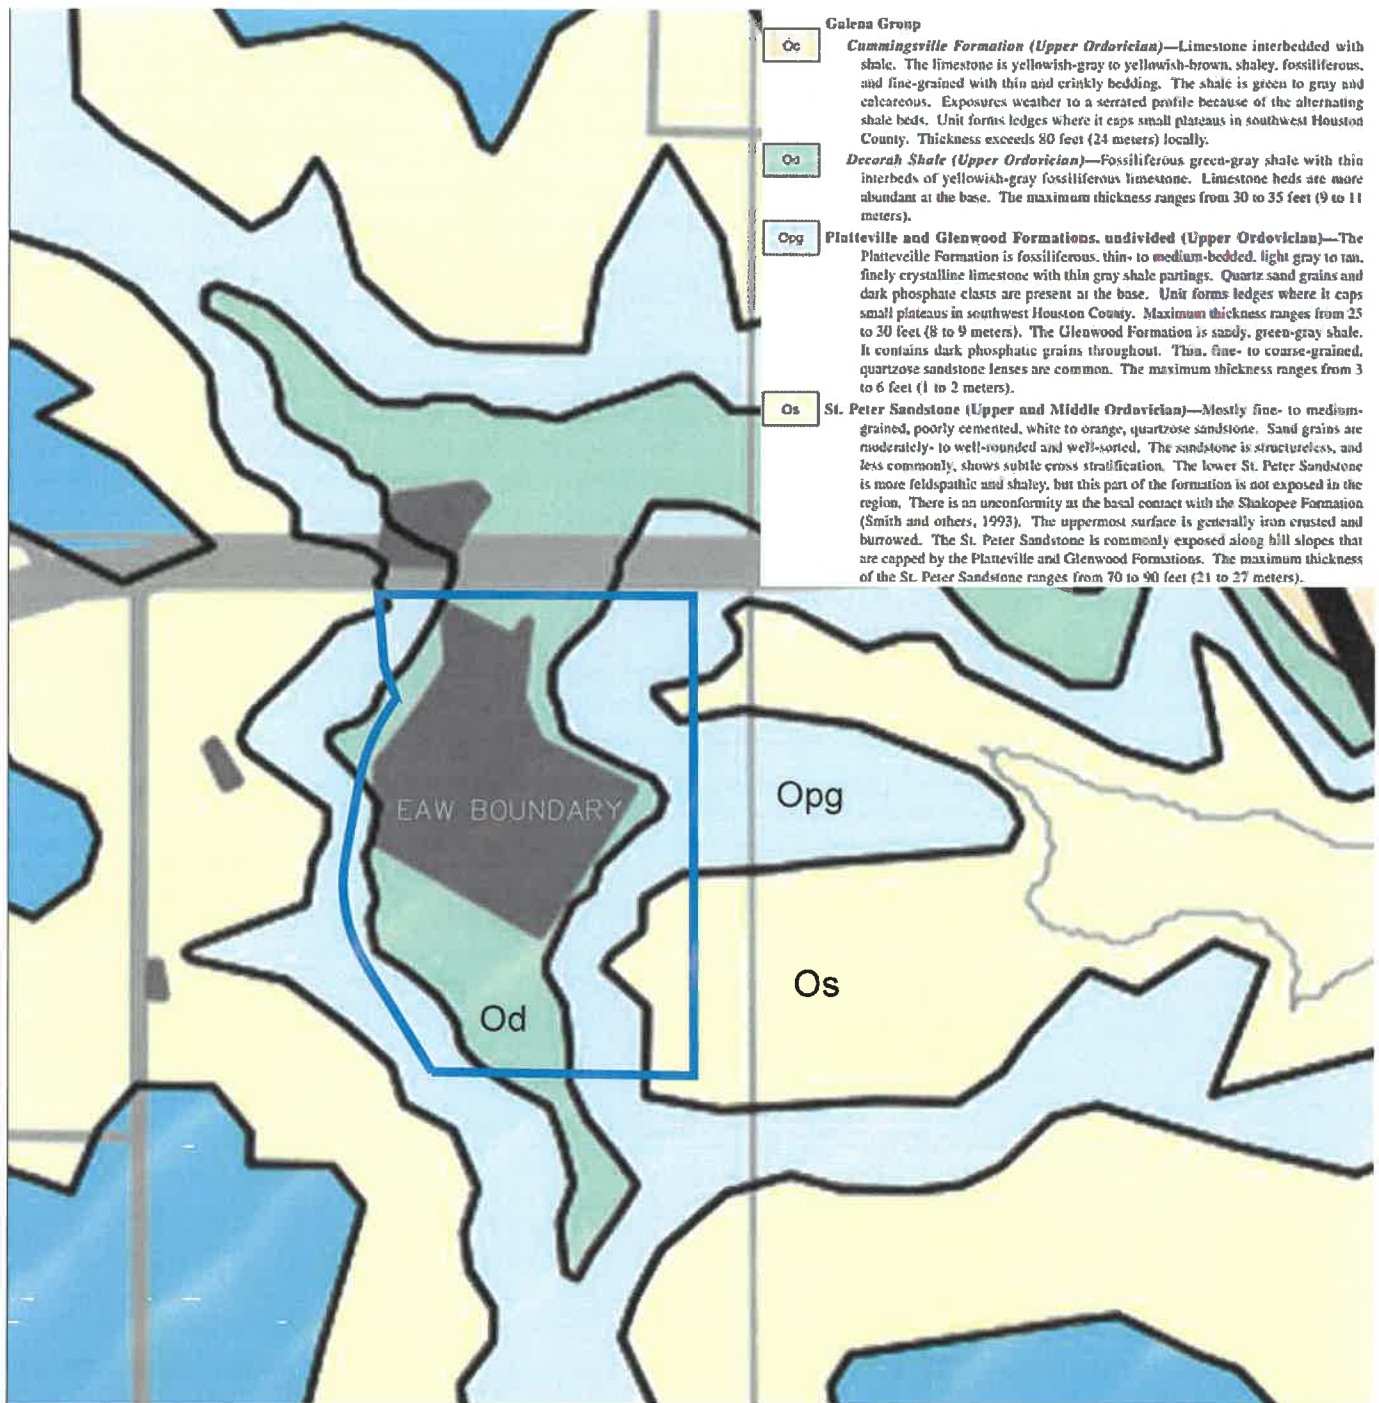 Galena Group
Oc
Cummingsville Formation (Upper Ordovician)—Limestone interbedded with
shale. The limestone is yellowish-gray to yellowish-brown, shaley, fossiliferous,
and fine-grained with thin and crinkly bedding. The shale is green to gray and
calcareous. Exposures weather to a serrated profile because of the alternating
shale beds. Unit forms ledges where it caps small plateaus in southwest Houston
County. Thickness exceeds 80 feet (24 meters) locally.
Od
Decorah Shale (Upper Ordovician)—Fossiliferous green-gray shale with thin
interbeds of yellowish-gray fossiliferous limestone. Limestone beds are more
abundant at the base. The maximum thickness ranges from 30 to 35 feet (9 to 11
meters).
Opg
Platteville and Glenwood Formations, undivided (Upper Ordovician)—The
Platteville Formation is fossiliferous, thin- to medium-bedded, light gray to tan,
finely crystalline limestone with thin gray shale partings. Quartz sand grains and
dark phosphate clasts are present at the base. Unit forms ledges where it caps
small plateaus in southwest Houston County. Maximum thickness ranges from 25
to 30 feet (8 to 9 meters). The Glenwood Formation is sandy, green-gray shale.
It contains dark phosphatic grains throughout. Thin, fine- to coarse-grained,
quartzose sandstone lenses are common. The maximum thickness ranges from 3
to 6 feet (1 to 2 meters).
Os
St. Peter Sandstone (Upper and Middle Ordovician)—Mostly fine- to medium-
grained, poorly cemented, white to orange, quartzose sandstone. Sand grains are
moderately- to well-rounded and well-sorted. The sandstone is structureless, and
less commonly, shows subtle cross stratification. The lower St. Peter Sandstone
is more feldspathic and shaley, but this part of the formation is not exposed in the
region. There is an unconformity at the basal contact with the Shakopee Formation
(Smith and others, 1993). The uppermost surface is generally iron crusted and
burrowed. The St. Peter Sandstone is commonly exposed along hill slopes that
are capped by the Platteville and Glenwood Formations. The maximum thickness
of the St. Peter Sandstone ranges from 70 to 90 feet (21 to 27 meters).
EAW BOUNDARY
Opg
Os
Od